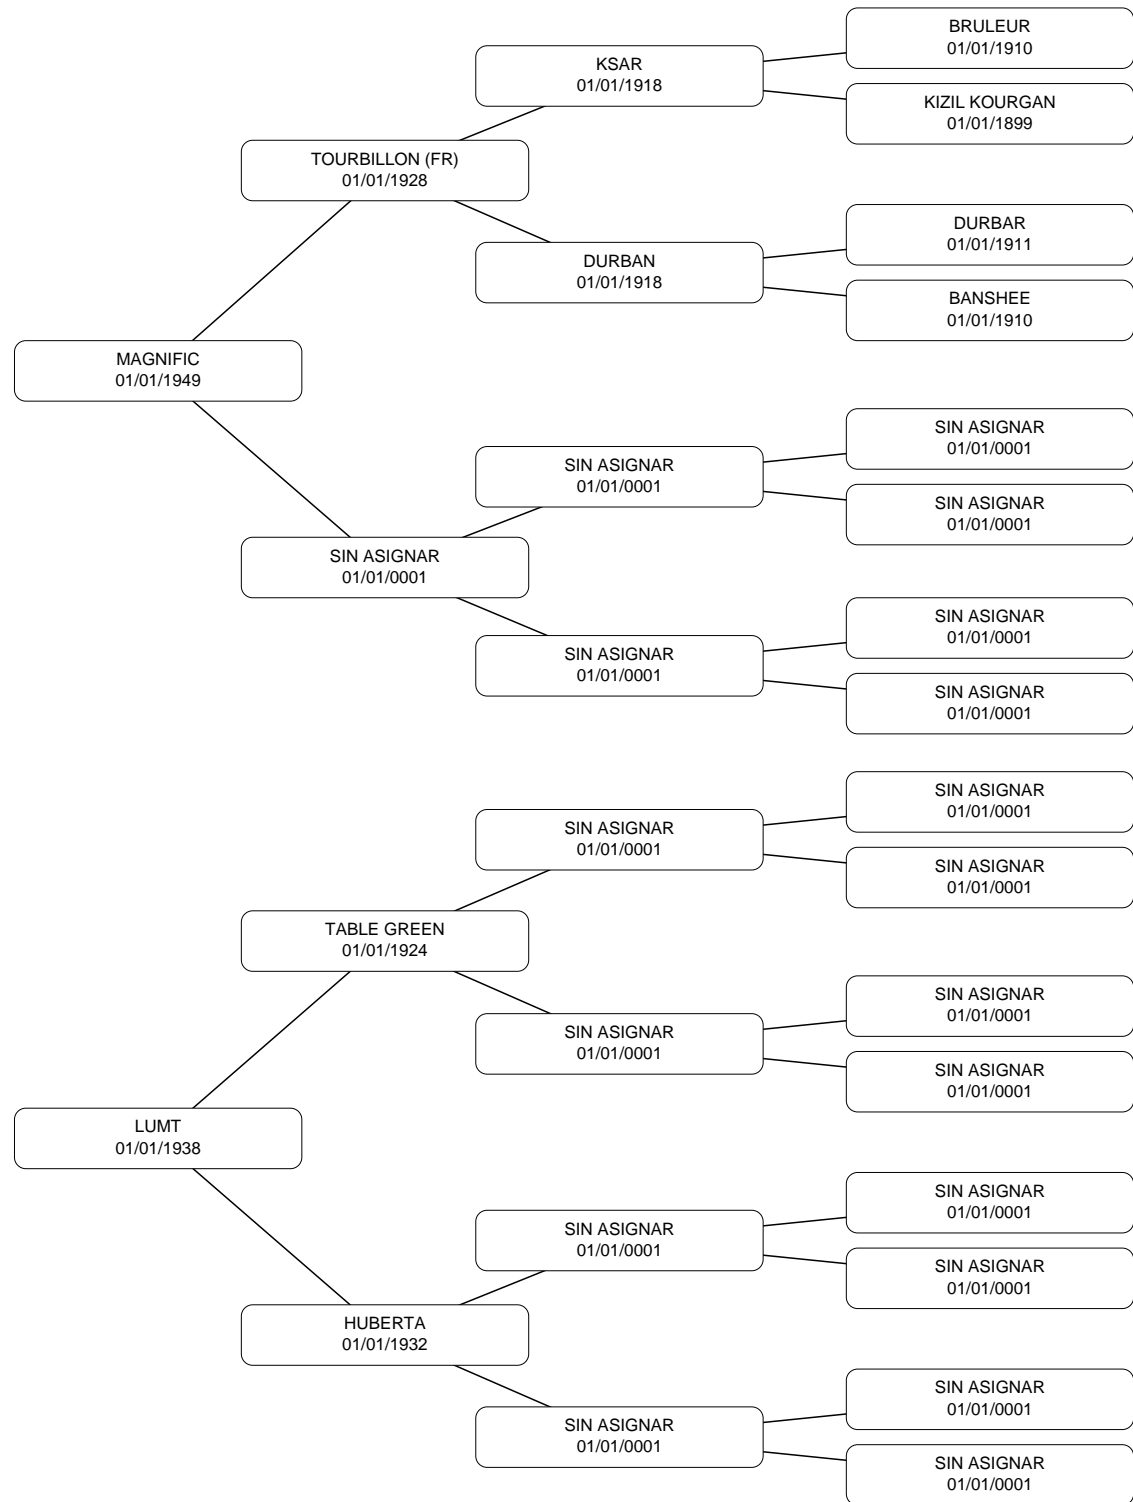 BRULEUR
01/01/1910
KSAR
01/01/1918
KIZIL KOURGAN
01/01/1899
TOURBILLON (FR)
01/01/1928
DURBAR
01/01/1911
DURBAN
01/01/1918
BANSHEE
01/01/1910
MAGNIFIC
01/01/1949
SIN ASIGNAR
01/01/0001
SIN ASIGNAR
01/01/0001
SIN ASIGNAR
01/01/0001
SIN ASIGNAR
01/01/0001
SIN ASIGNAR
01/01/0001
SIN ASIGNAR
01/01/0001
SIN ASIGNAR
01/01/0001
SIN ASIGNAR
01/01/0001
SIN ASIGNAR
01/01/0001
SIN ASIGNAR
01/01/0001
TABLE GREEN
01/01/1924
SIN ASIGNAR
01/01/0001
SIN ASIGNAR
01/01/0001
SIN ASIGNAR
01/01/0001
LUMT
01/01/1938
SIN ASIGNAR
01/01/0001
SIN ASIGNAR
01/01/0001
SIN ASIGNAR
01/01/0001
HUBERTA
01/01/1932
SIN ASIGNAR
01/01/0001
SIN ASIGNAR
01/01/0001
SIN ASIGNAR
01/01/0001